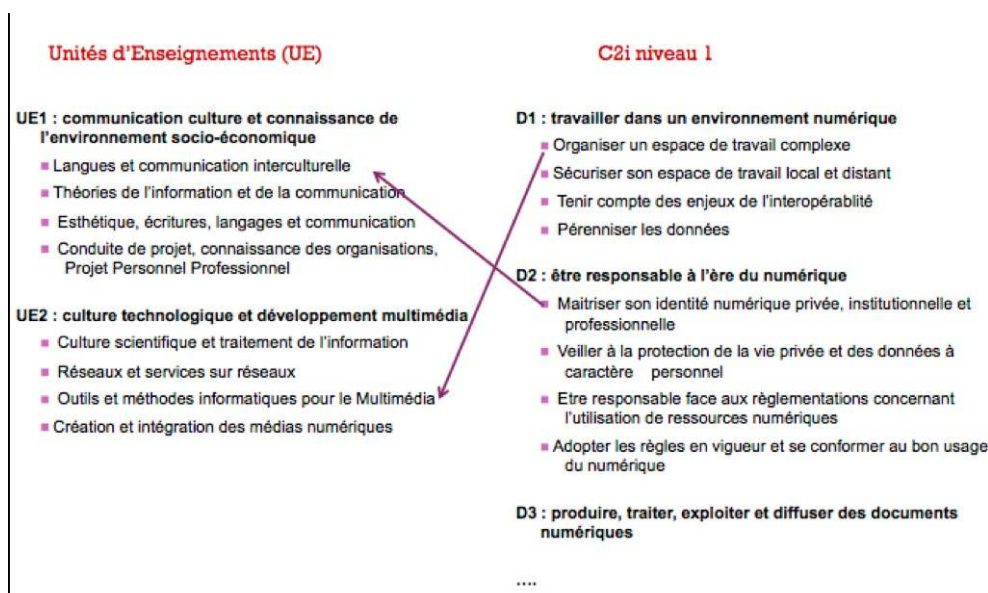 Unités d'Enseignements (UE)
UE1 : communication culture et connaissance de
l'environnement socio-économique
Langues et communication interculturelle
Théories de l'information et de la communication
Esthétique, écritures, langages et communication
Conduite de projet, connaissance des organisations,
Projet Personnel Professionnel
UE2 : culture technologique et développement multimédia
Culture scientifique et traitement de l'information
Réseaux et services sur réseaux
Outils et méthodes informatiques pour le Multimédia
Création et intégration des médias numériques
C2i niveau 1
D1 : travailler dans un environnement numérique
Organiser un espace de travail complexe
Sécuriser son espace de travail local et distant
Tenir compte des enjeux de l'interopérablité
Pérenniser les données
D2 : être responsable à l'ère du numérique
Maitriser son identité numérique privée, institutionnelle et
professionnelle
Veiller à la protection de la vie privée et des données à
caractère personnel
Etre responsable face aux règlementations concernant
l'utilisation de ressources numériques
Adopter les règles en vigueur et se conformer au bon usage
du numérique
D3 : produire, traiter, exploiter et diffuser des documents
numériques
....